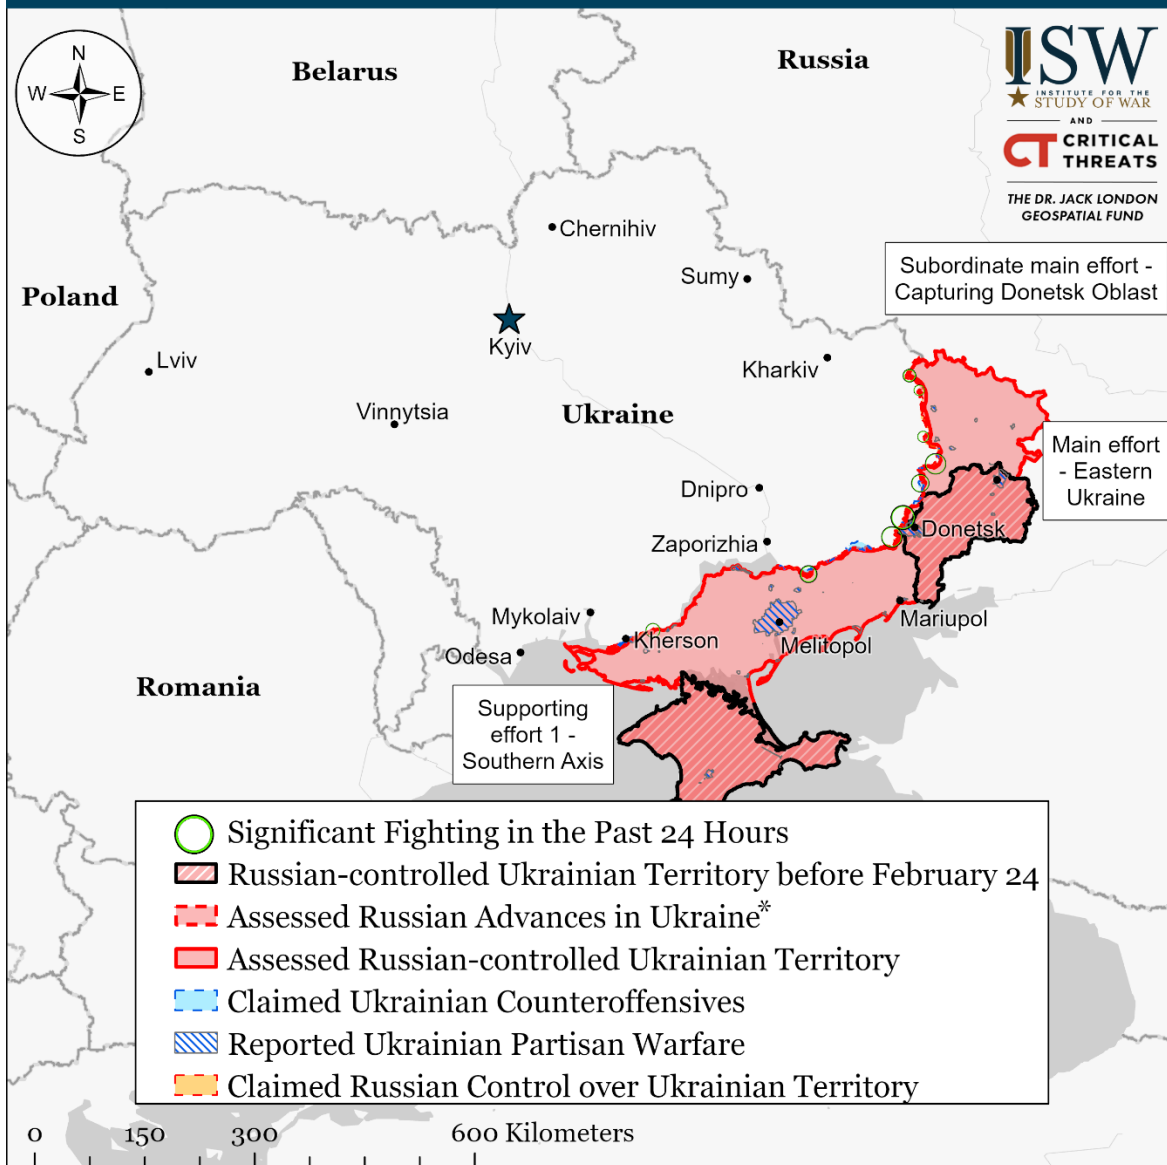 N
W
E
S
Belarus
Russia
ISW
INSTITUTE FOR THE
STUDY OF WAR
AND
CT CRITICAL
THREATS
THE DR. JACK LONDON
GEOSPATIAL FUND
Chernihiv
Subordinate main effort -
Capturing Donetsk Oblast
Sumy
Poland
Kyiv
Lviv
Kharkiv
Vinnytsia
Ukraine
Main effort
- Eastern
Ukraine
Dnipro
Donetsk
Zaporizhia
Mykolaiv
Mariupol
Kherson
Melitopol
Odesa
Romania
Supporting
effort 1 -
Southern Axis
Significant Fighting in the Past 24 Hours
Russian-controlled Ukrainian Territory before February 24
Assessed Russian Advances in Ukraine*
Assessed Russian-controlled Ukrainian Territory
Claimed Ukrainian Counteroffensives
Reported Ukrainian Partisan Warfare
Claimed Russian Control over Ukrainian Territory
0 150 300 600 Kilometers